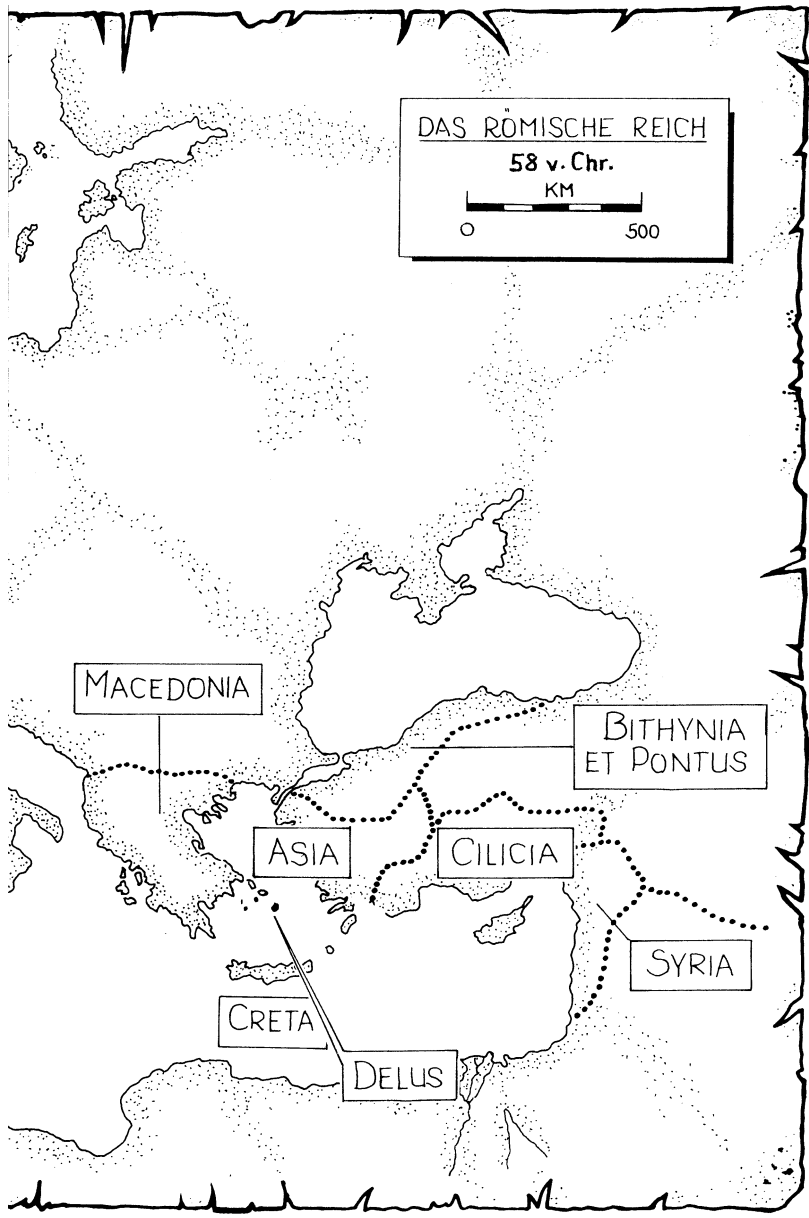 DAS RÖMISCHE REICH
58 v. Chr.
KM
0 500
MACEDONIA
BITHYNIA
ET PONTUS
ASIA
CILICIA
SYRIA
CRETA
DELUS